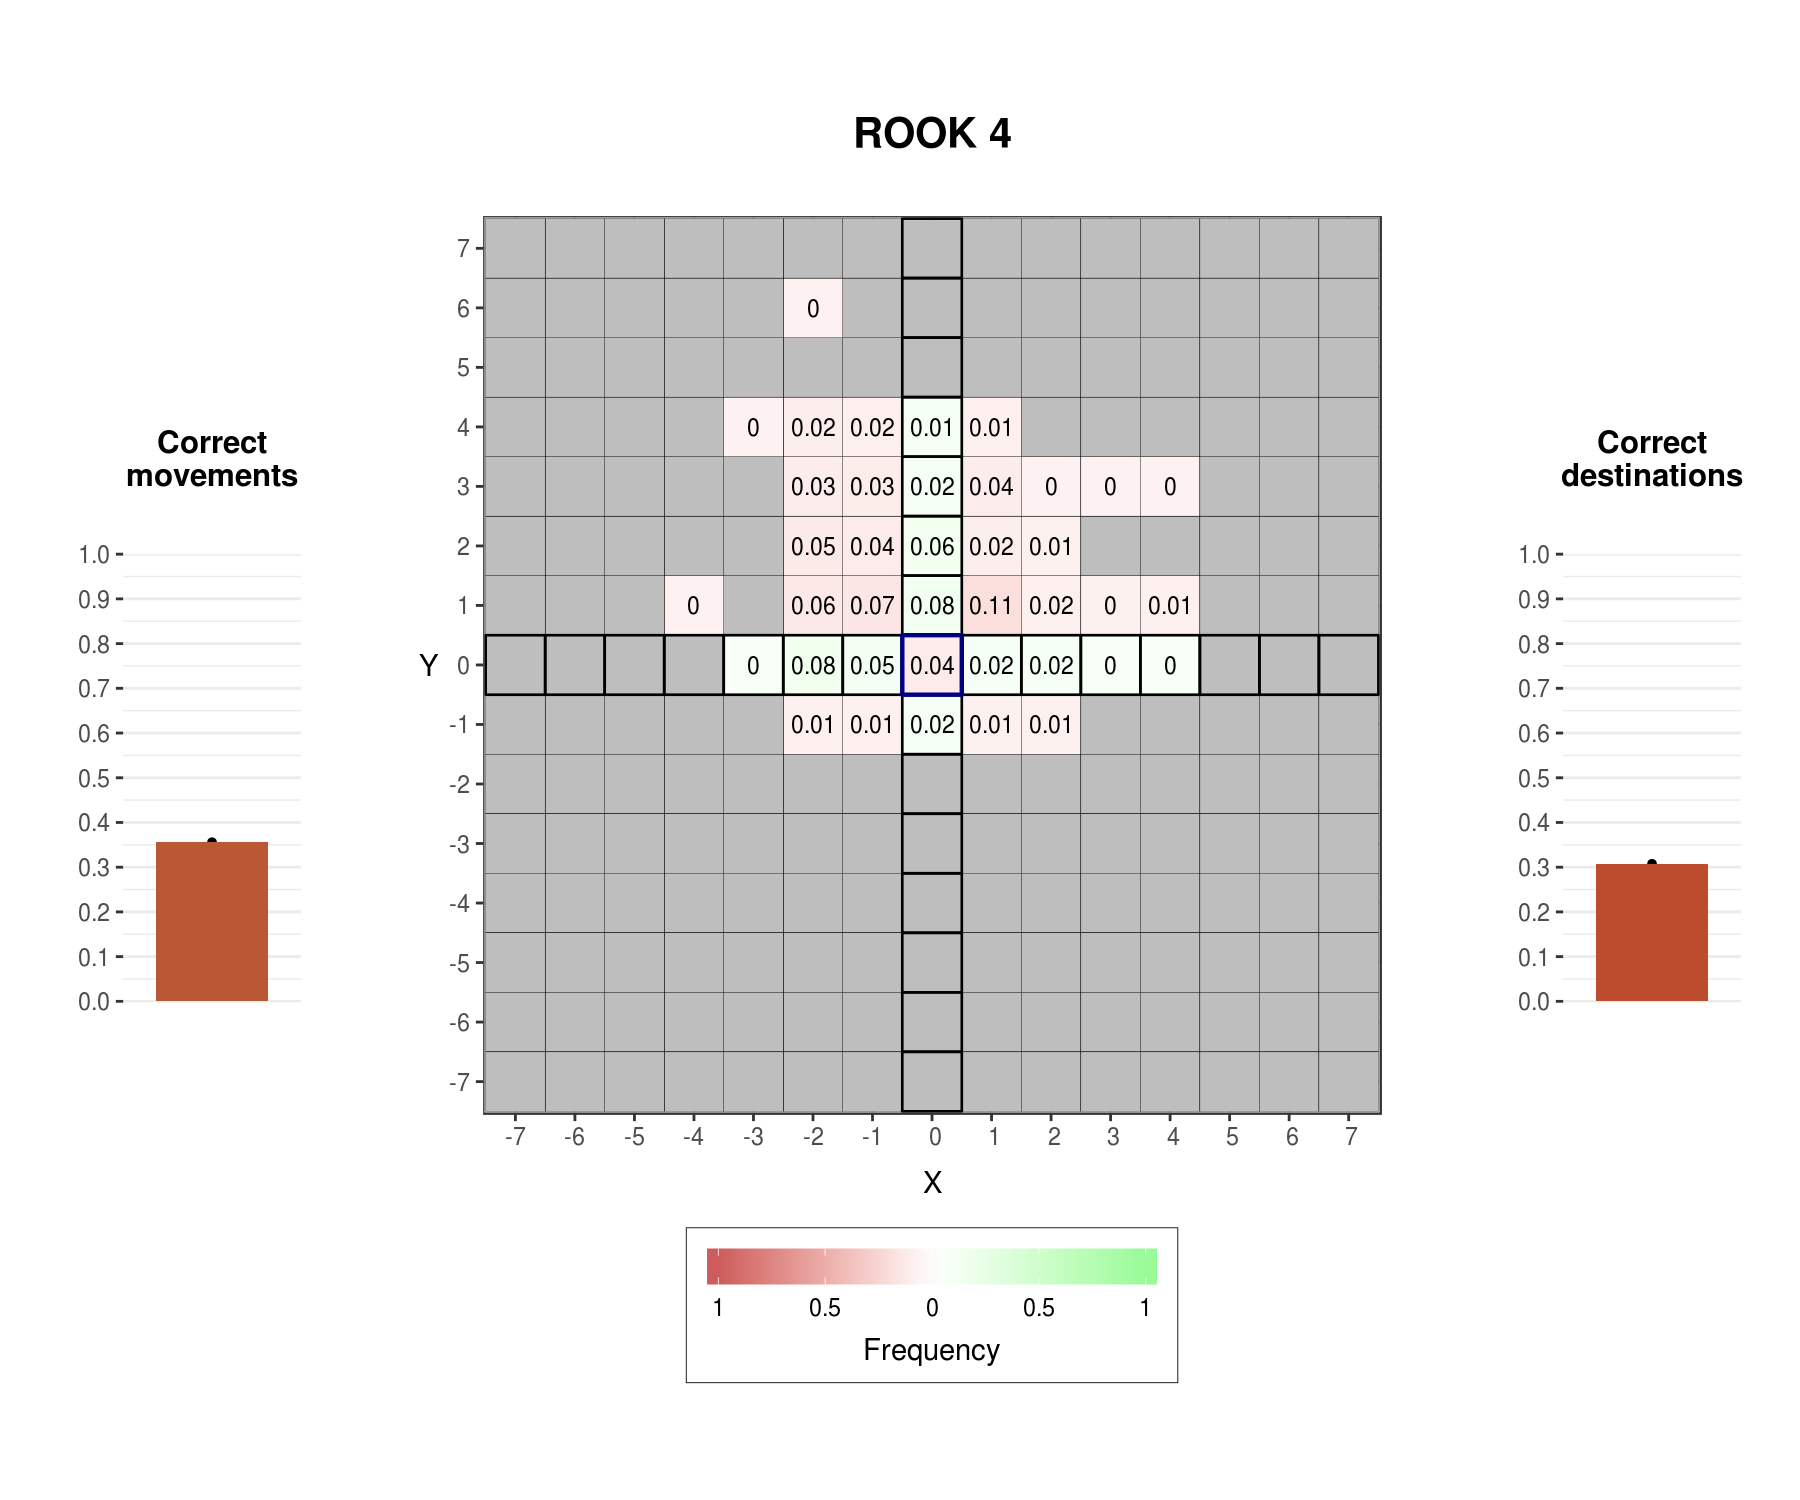 ROOK 4
Correct
movements
1.0
0.9
0.8
0.7
0.6
0.5
0.4
0.3
0.2
0.1
0.0
7
6 0
5
4 0 0.02 0.02 0.01 0.01
3 0.03 0.03 0.02 0.04 0 0 0
2 0.05 0.04 0.06 0.02 0.01
1 0 0.06 0.07 0.08 0.11 0.02 0 0.01
Y 0 0 0.08 0.05 0.04 0.02 0.02 0 0
-1 0.01 0.01 0.02 0.01 0.01
-2
-3
-4
-5
-6
-7
-7 -6 -5 -4 -3 -2 -1 0 1 2 3 4 5 6 7
X
1 0.5 0 0.5 1
Frequency
Correct
destinations
1.0
0.9
0.8
0.7
0.6
0.5
0.4
0.3
0.2
0.1
0.0